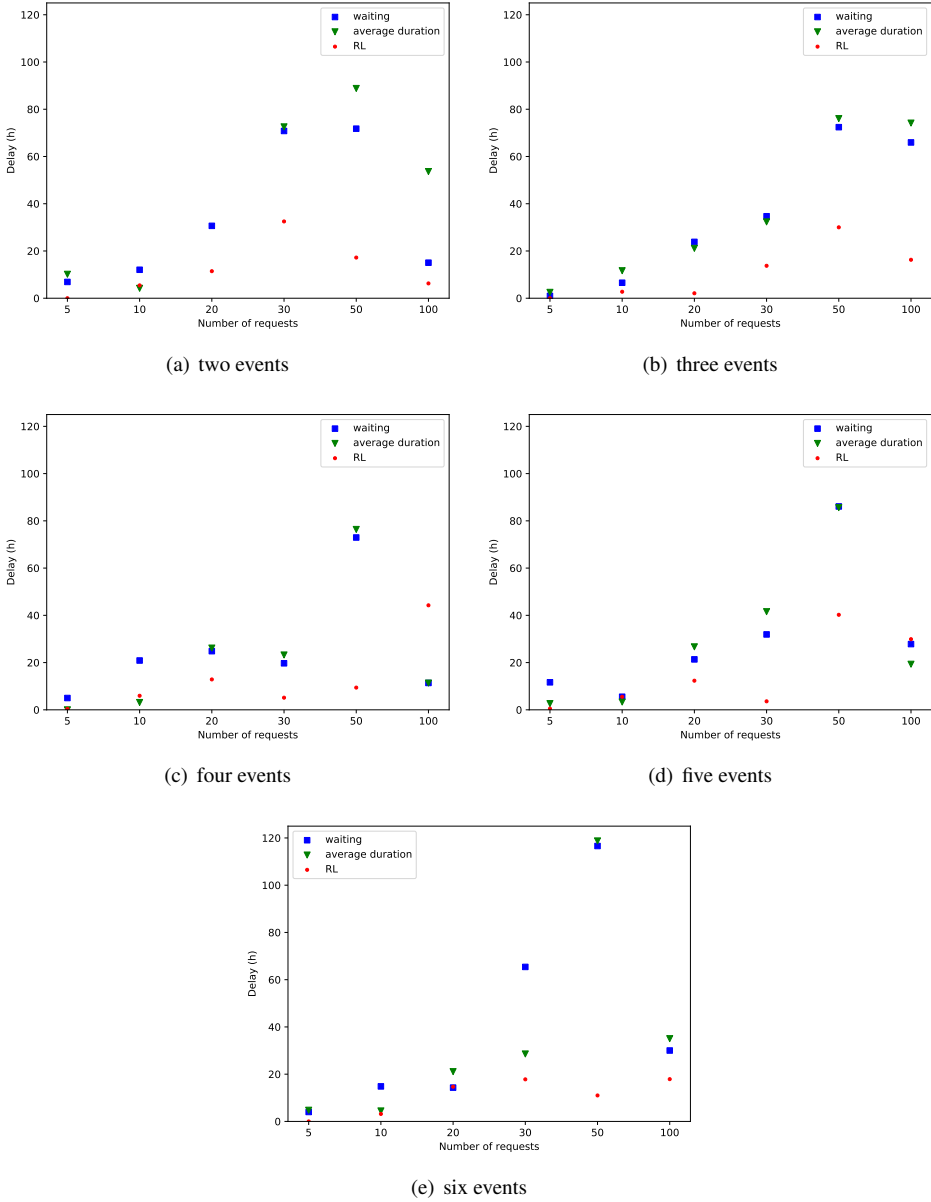 120
100
80
60
40
20
0
Delay (h)
waiting
average duration
RL
5 10 20 30 50 100
Number of requests
(a) two events
120
100
80
60
40
20
0
Delay (h)
waiting
average duration
RL
5 10 20 30 50 100
Number of requests
(b) three events
120
100
80
60
40
20
0
Delay (h)
waiting
average duration
RL
5 10 20 30 50 100
Number of requests
(c) four events
120
100
80
60
40
20
0
Delay (h)
waiting
average duration
RL
5 10 20 30 50 100
Number of requests
(d) five events
120
100
80
60
40
20
0
Delay (h)
waiting
average duration
RL
5 10 20 30 50 100
Number of requests
(e) six events